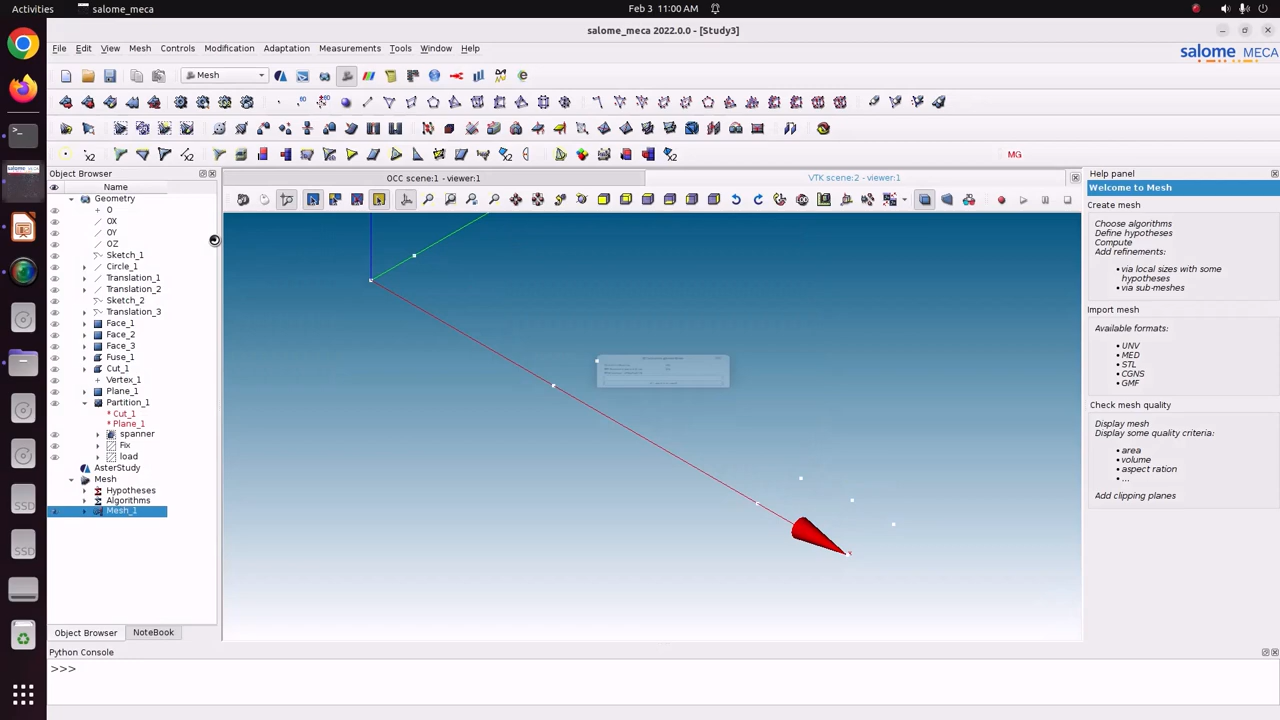 Activities
salome_meca
Feb 3 11:00 AM
salome_meca 2022.0.0 - [Study3]
File Edit View Mesh Controls Modification Adaptation Measurements Tools Window Help
salome MECA
Mesh
MG
Object Browser
Name
Geometry
O
OX
OY
OZ
Sketch_1
Circle_1
Translation_1
Translation_2
Sketch_2
Translation_3
Face_1
Face_2
Face_3
Fuse_1
Cut_1
Vertex_1
Plane_1
Partition_1
* Cut_1
* Plane_1
spanner
Fix
load
AsterStudy
Mesh
Hypotheses
Algorithms
Mesh_1
Object Browser
NoteBook
OCC scene:1 - viewer:1
VTK scene:2 - viewer:1
Help panel
Welcome to Mesh
Create mesh
Choose algorithms
Define hypotheses
Compute
Add refinements:
• via local sizes with some hypotheses
• via sub-meshes
Import mesh
Available formats:
• UNV
• MED
• STL
• CGNS
• GMF
Check mesh quality
Display mesh
Display some quality criteria:
• area
• volume
• aspect ration
• ...
Add clipping planes
Python Console
>>>